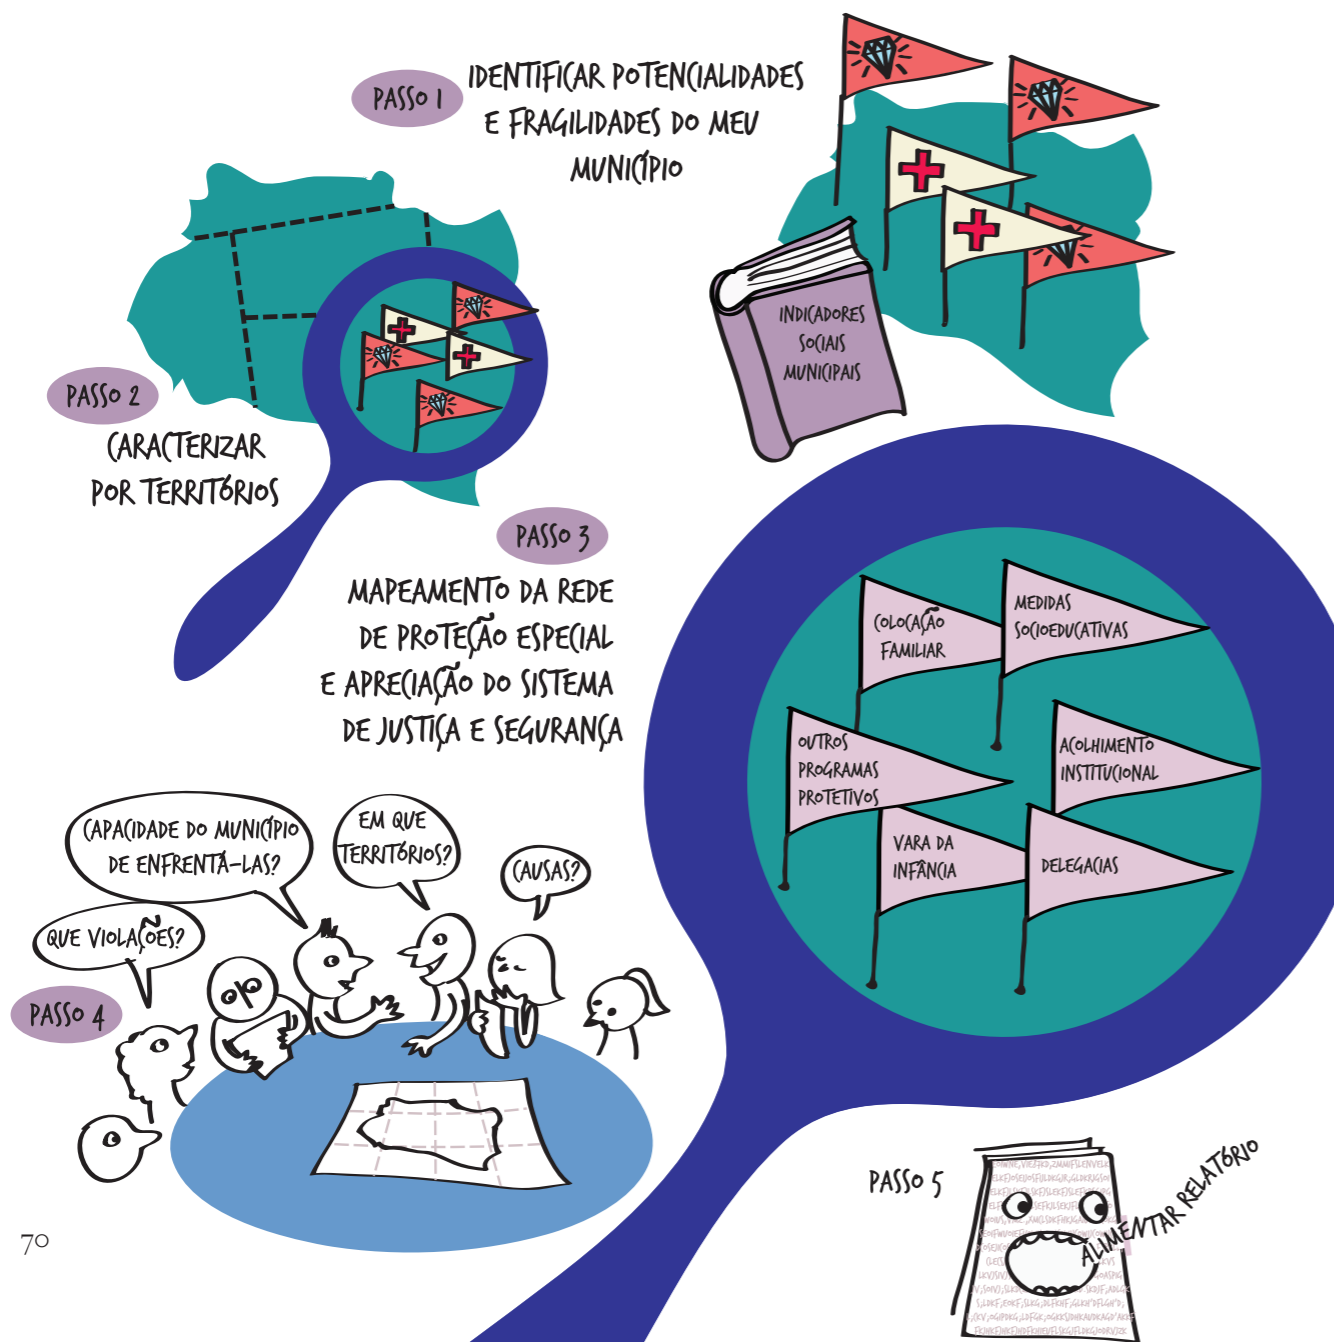 PASSO 1
IDENTIFICAR POTENCIALIDADES
E FRAGILIDADES DO MEU
MUNICÍPIO
INDICADORES
SOCIAIS
MUNICIPAIS
PASSO 2
CARACTERIZAR
POR TERRITÓRIOS
PASSO 3
MAPEAMENTO DA REDE
DE PROTEÇÃO ESPECIAL
E APRECIAÇÃO DO SISTEMA
DE JUSTIÇA E SEGURANÇA
COLOCAÇÃO
FAMILIAR
MEDIDAS
SOCIOEDUCATIVAS
OUTROS
PROGRAMAS
PROTETIVOS
ACOLHIMENTO
INSTITUCIONAL
VARA DA
INFÂNCIA
DELEGACIAS
PASSO 4
QUE VIOLAÇÕES?
CAPACIDADE DO MUNICÍPIO
DE ENFRENTÁ-LAS?
EM QUE
TERRITÓRIOS?
CAUSAS?
PASSO 5
ALIMENTAR RELATÓRIO
70